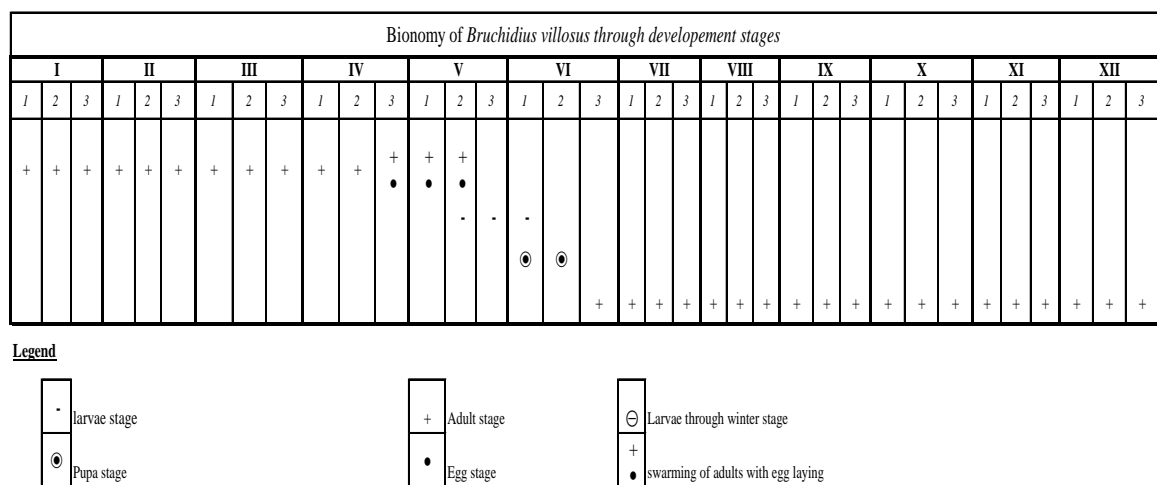 Bionomy of Bruchidius villosus through developement stages
I II III IV V VI VII VIII IX X XI XII
1 2 3 1 2 3 1 2 3 1 2 3 1 2 3 1 2 3 1 2 3 1 2 3 1 2 3 1 2 3 1 2 3 1 2 3
+ + +
+ + + + + + + + + + +
● ● ●
- - -
◉ ◉
+ + + + + + + + + + + + + + + + + + +
Legend
- larvae stage + Adult stage ⊖ Larvae through winter stage
+
◉ Pupa stage ● Egg stage ● swarming of adults with egg laying